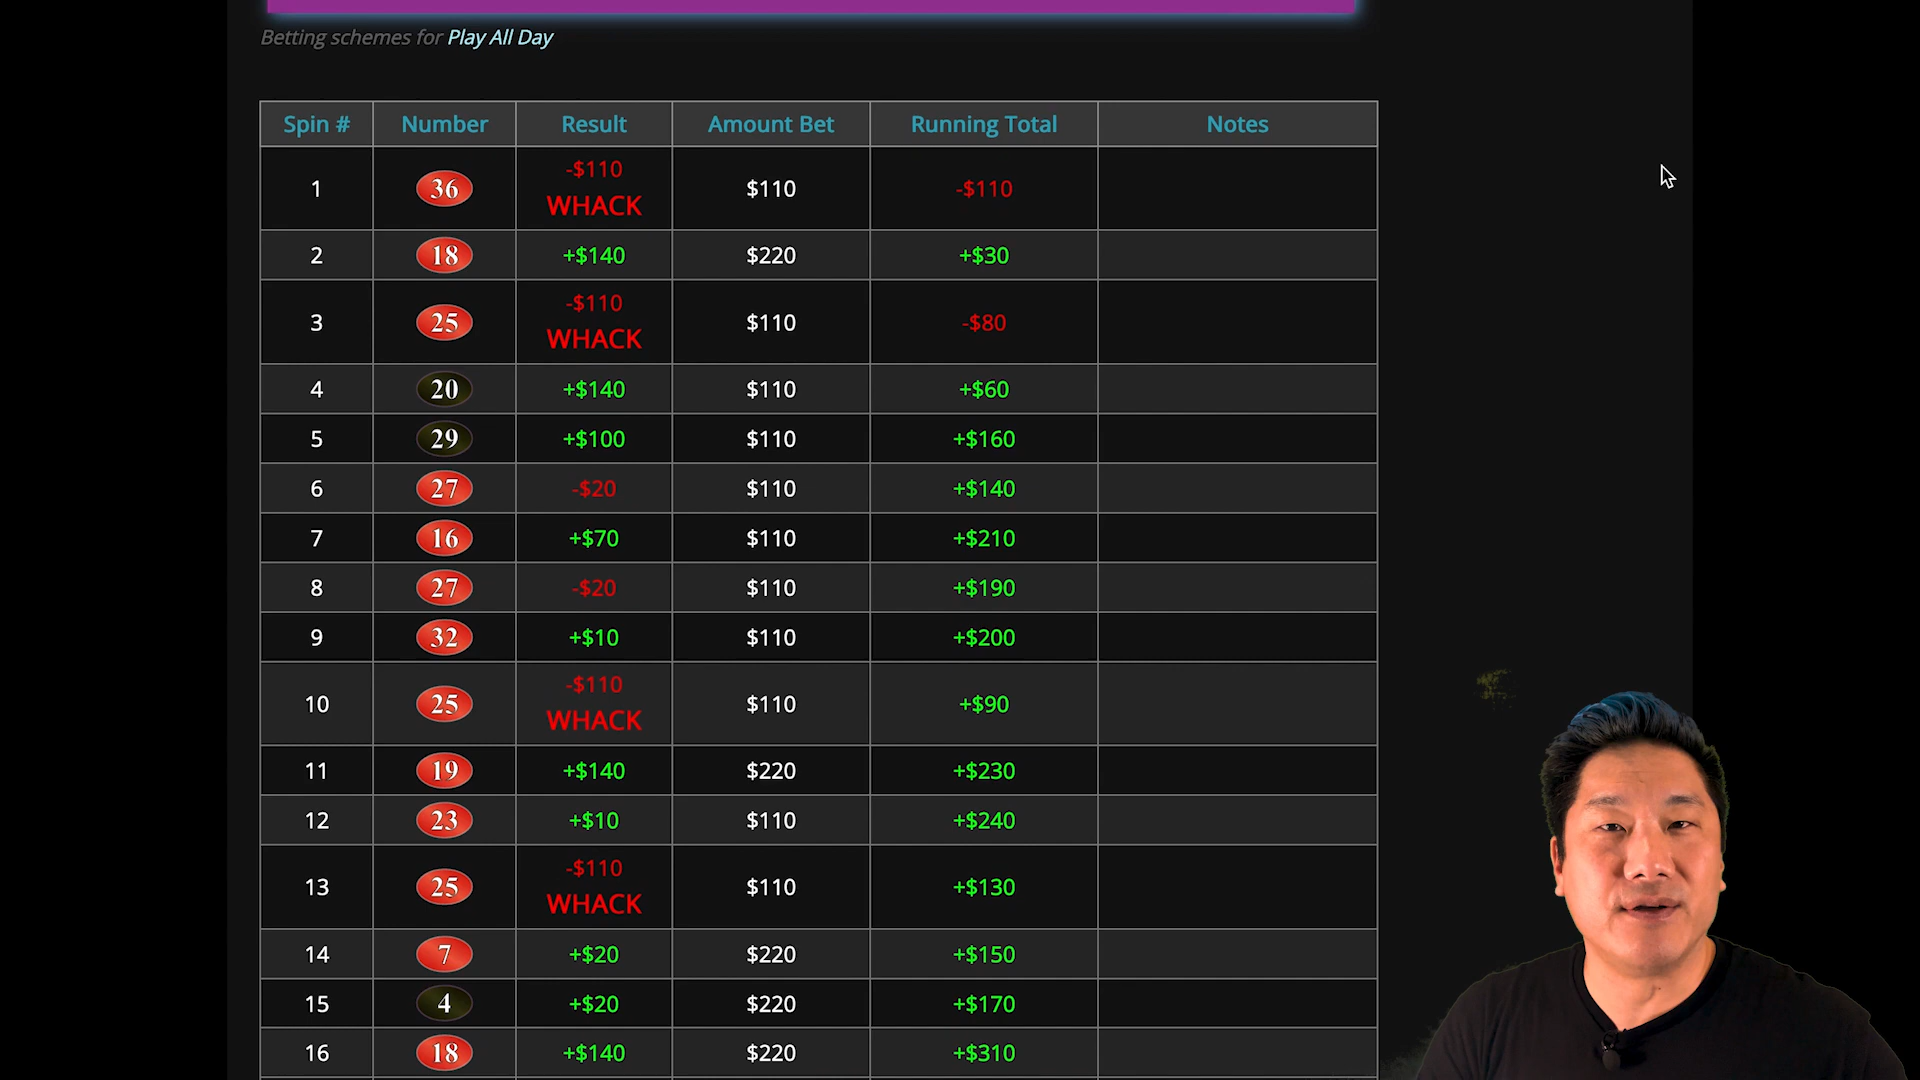 Betting schemes for Play All Day
Spin # Number Result Amount Bet Running Total Notes
1 36 -$110 WHACK $110 -$110
2 18 +$140 $220 +$30
3 25 -$110 WHACK $110 -$80
4 20 +$140 $110 +$60
5 29 +$100 $110 +$160
6 27 -$20 $110 +$140
7 16 +$70 $110 +$210
8 27 -$20 $110 +$190
9 32 +$10 $110 +$200
10 25 -$110 WHACK $110 +$90
11 19 +$140 $220 +$230
12 23 +$10 $110 +$240
13 25 -$110 WHACK $110 +$130
14 7 +$20 $220 +$150
15 4 +$20 $220 +$170
16 18 +$140 $220 +$310